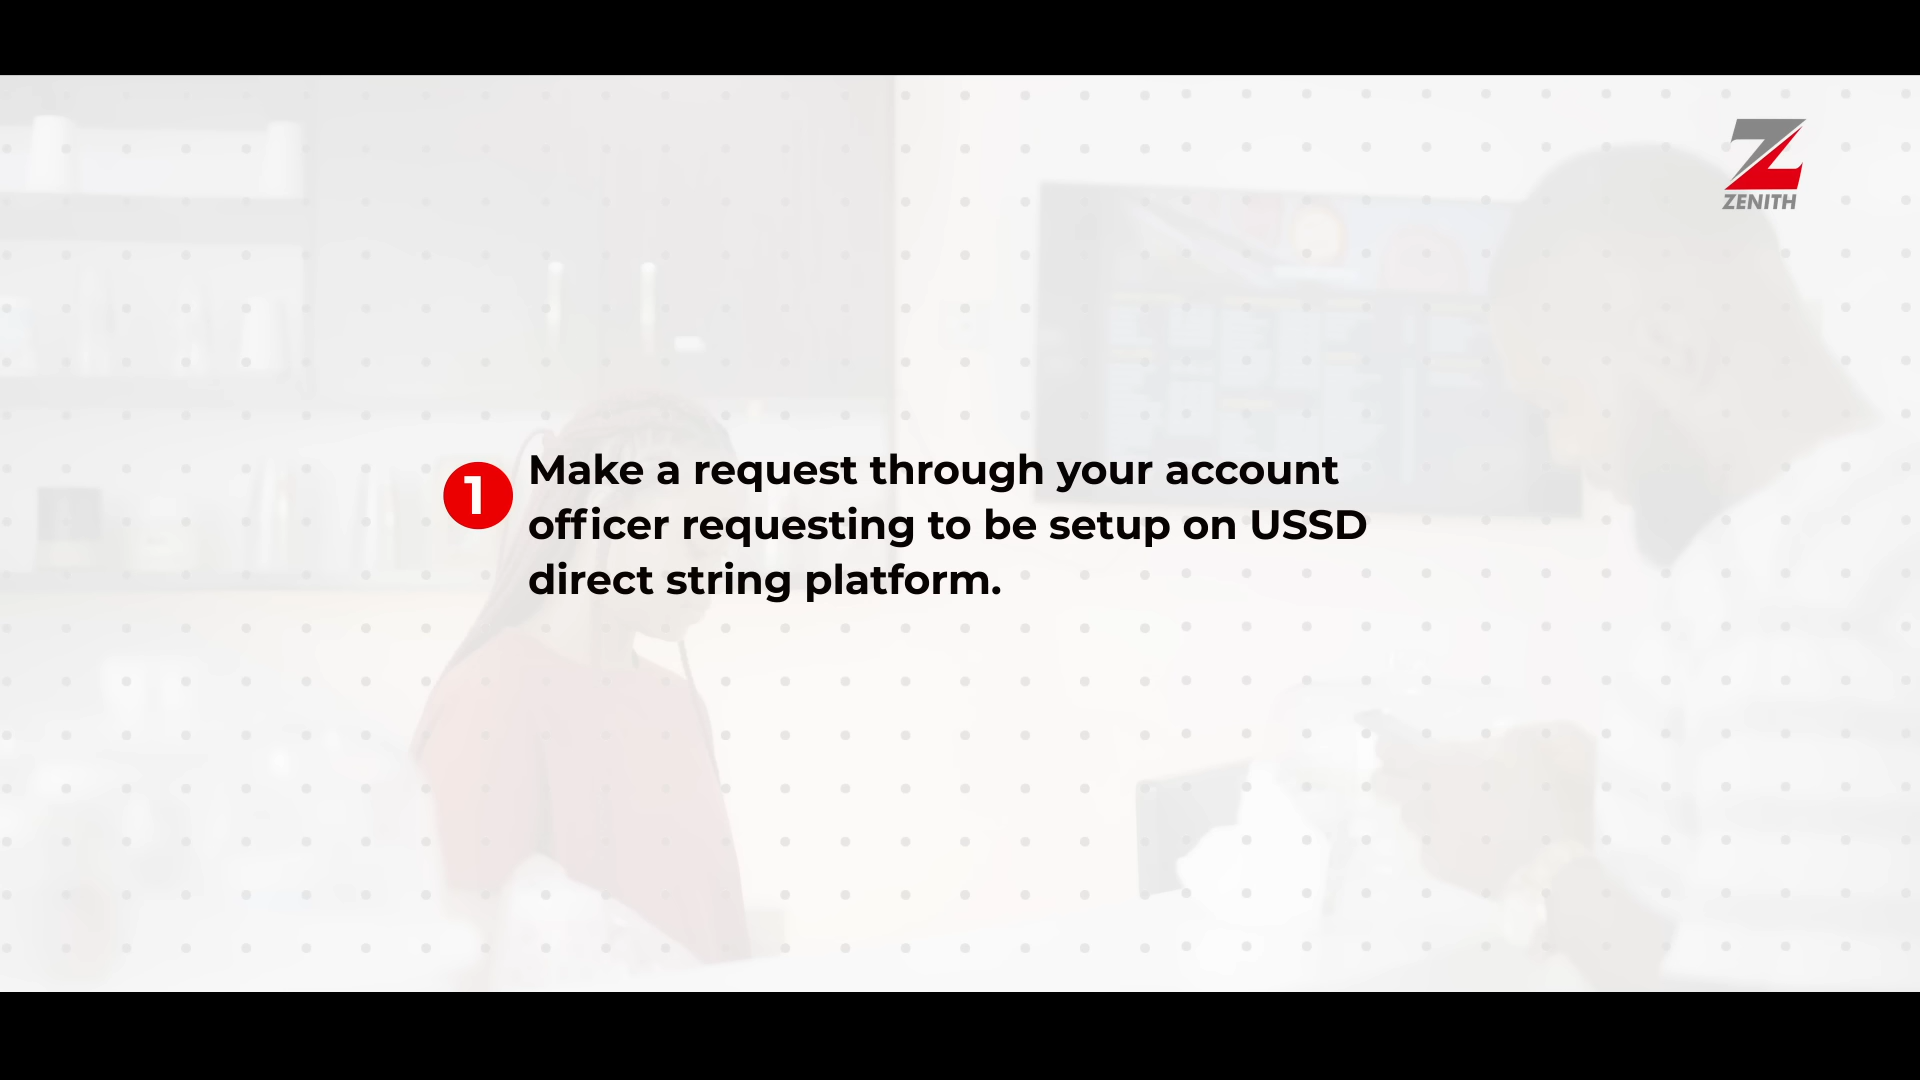 ZENITH
1
Make a request through your account
officer requesting to be setup on USSD
direct string platform.